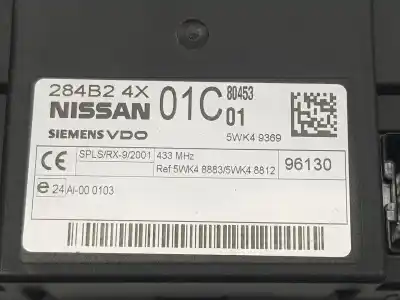 284B2 4X 01C 80453
NISSAN 01
SIEMENS VDO 5WK4 9369
CE SPLS/RX-9/2001 433 MHz
Ref.5WK4 8883/5WK4 8812 96130
e 24 AI-00 0103